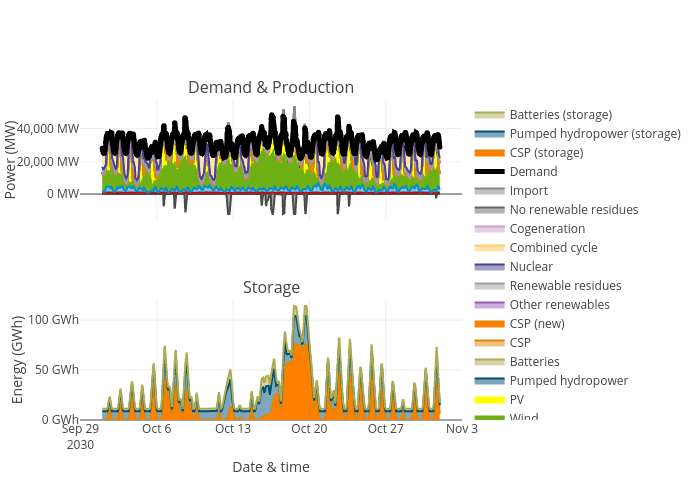 Demand & Production
Power (MW)
40,000 MW
20,000 MW
0 MW
Batteries (storage)
Pumped hydropower (storage)
CSP (storage)
Demand
Import
No renewable residues
Cogeneration
Combined cycle
Nuclear
Renewable residues
Other renewables
CSP (new)
CSP
Batteries
Pumped hydropower
PV
Wind
Storage
Energy (GWh)
100 GWh
50 GWh
0 GWh
Sep 29
2030
Oct 6
Oct 13
Oct 20
Oct 27
Nov 3
Date & time